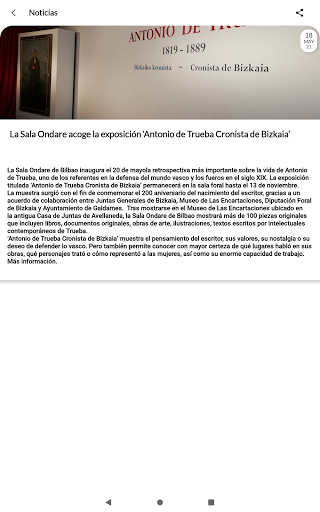 Noticias
ANTONIO DE
1819 - 1889
Bizkaiko kronista ~ Cronista de Bizkaia
18
MAY
21
La Sala Ondare acoge la exposición 'Antonio de Trueba Cronista de Bizkaia'
La Sala Ondare de Bilbao inaugura el 20 de mayola retrospectiva más importante sobre la vida de Antonio
de Trueba, uno de los referentes en la defensa del mundo vasco y los fueros en el siglo XIX. La exposición
titulada 'Antonio de Trueba Cronista de Bizkaia' permanecerá en la sala foral hasta el 13 de noviembre.
La muestra surgió con el fin de conmemorar el 200 aniversario del nacimiento del escritor, gracias a un
acuerdo de colaboración entre Juntas Generales de Bizkaia, Museo de Las Encartaciones, Diputación Foral
de Bizkaia y Ayuntamiento de Galdames.  Tras mostrarse en el Museo de Las Encartaciones ubicado en
la antigua Casa de Juntas de Avellaneda, la Sala Ondare de Bilbao mostrará más de 100 piezas originales
que incluyen libros, documentos originales, obras de arte, ilustraciones, textos escritos por intelectuales
contemporáneos de Trueba.
'Antonio de Trueba Cronista de Bizkaia' muestra el pensamiento del escritor, sus valores, su nostalgia o su
deseo de defender lo vasco. Pero también permite conocer con mayor certeza de qué lugares habló en sus
obras, qué personajes trató o cómo representó a las mujeres, así como su enorme capacidad de trabajo.
Más información.